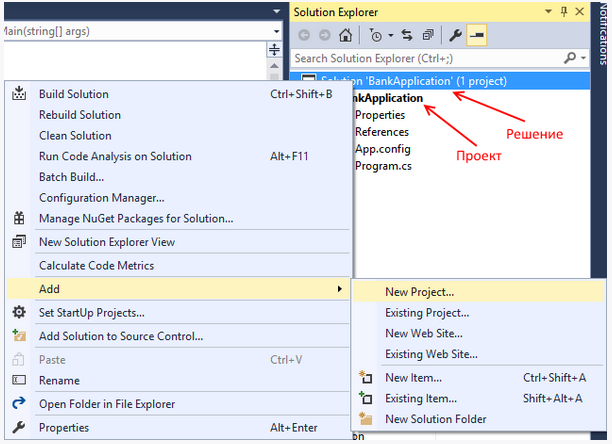 Main(string[] args)
Solution Explorer
Search Solution Explorer (Ctrl+;)
Solution 'BankApplication' (1 project)
nkApplication
Properties
References
App.config
Program.cs
Решение
Проект
Notifications
Build Solution Ctrl+Shift+B
Rebuild Solution
Clean Solution
Run Code Analysis on Solution Alt+F11
Batch Build...
Configuration Manager...
Manage NuGet Packages for Solution...
New Solution Explorer View
Calculate Code Metrics
Add
Set StartUp Projects...
Add Solution to Source Control...
Paste Ctrl+V
Rename
Open Folder in File Explorer
Properties Alt+Enter
New Project...
Existing Project...
New Web Site...
Existing Web Site...
New Item... Ctrl+Shift+A
Existing Item... Shift+Alt+A
New Solution Folder